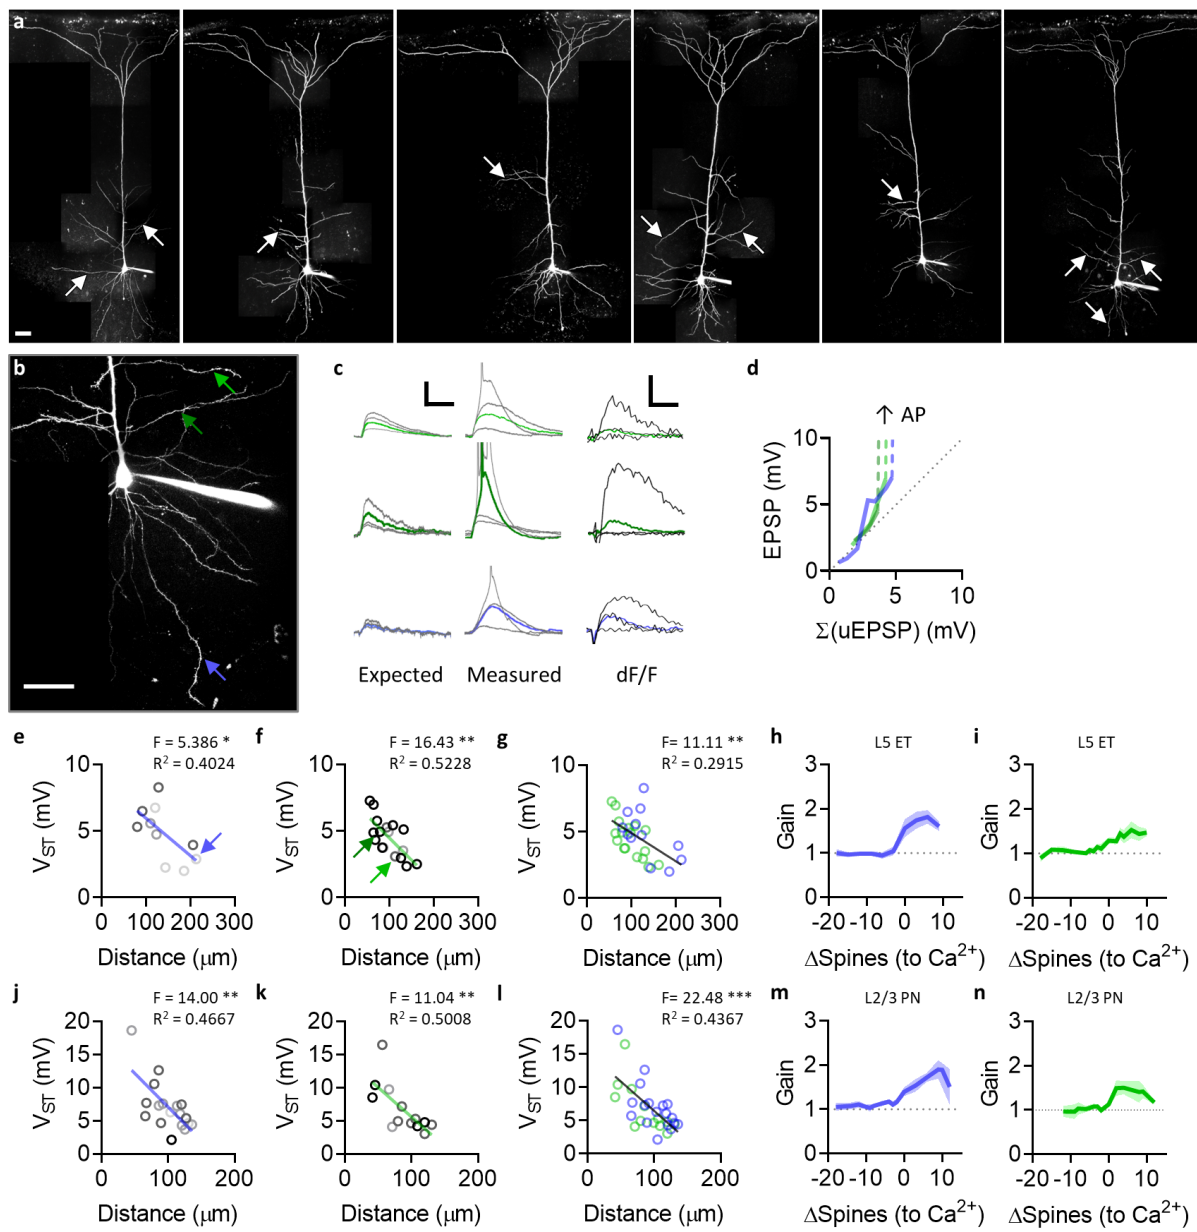 a
b
c
Expected
Measured
dF/F
d
↑ AP
10
5
0
EPSP (mV)
0
5
10
Σ(uEPSP) (mV)
e
F = 5.386 *
R² = 0.4024
10
5
0
V_ST (mV)
0 100 200 300
Distance (μm)
f
F = 16.43 **
R² = 0.5228
10
5
0
V_ST (mV)
0 100 200 300
Distance (μm)
g
F= 11.11 **
R² = 0.2915
10
5
0
V_ST (mV)
0 100 200 300
Distance (μm)
h
L5 ET
3
2
1
0
Gain
-20 -10 0 10
ΔSpines (to Ca²⁺)
i
L5 ET
3
2
1
0
Gain
-20 -10 0 10
ΔSpines (to Ca²⁺)
j
F = 14.00 **
R² = 0.4667
20
15
10
5
0
V_ST (mV)
0 50 100 150 200
Distance (μm)
k
F = 11.04 **
R² = 0.5008
20
15
10
5
0
V_ST (mV)
0 50 100 150 200
Distance (μm)
l
F= 22.48 ***
R² = 0.4367
20
15
10
5
0
V_ST (mV)
0 50 100 150 200
Distance (μm)
m
L2/3 PN
3
2
1
0
Gain
-20 -10 0 10
ΔSpines (to Ca²⁺)
n
L2/3 PN
3
2
1
0
Gain
-20 -10 0 10
ΔSpines (to Ca²⁺)